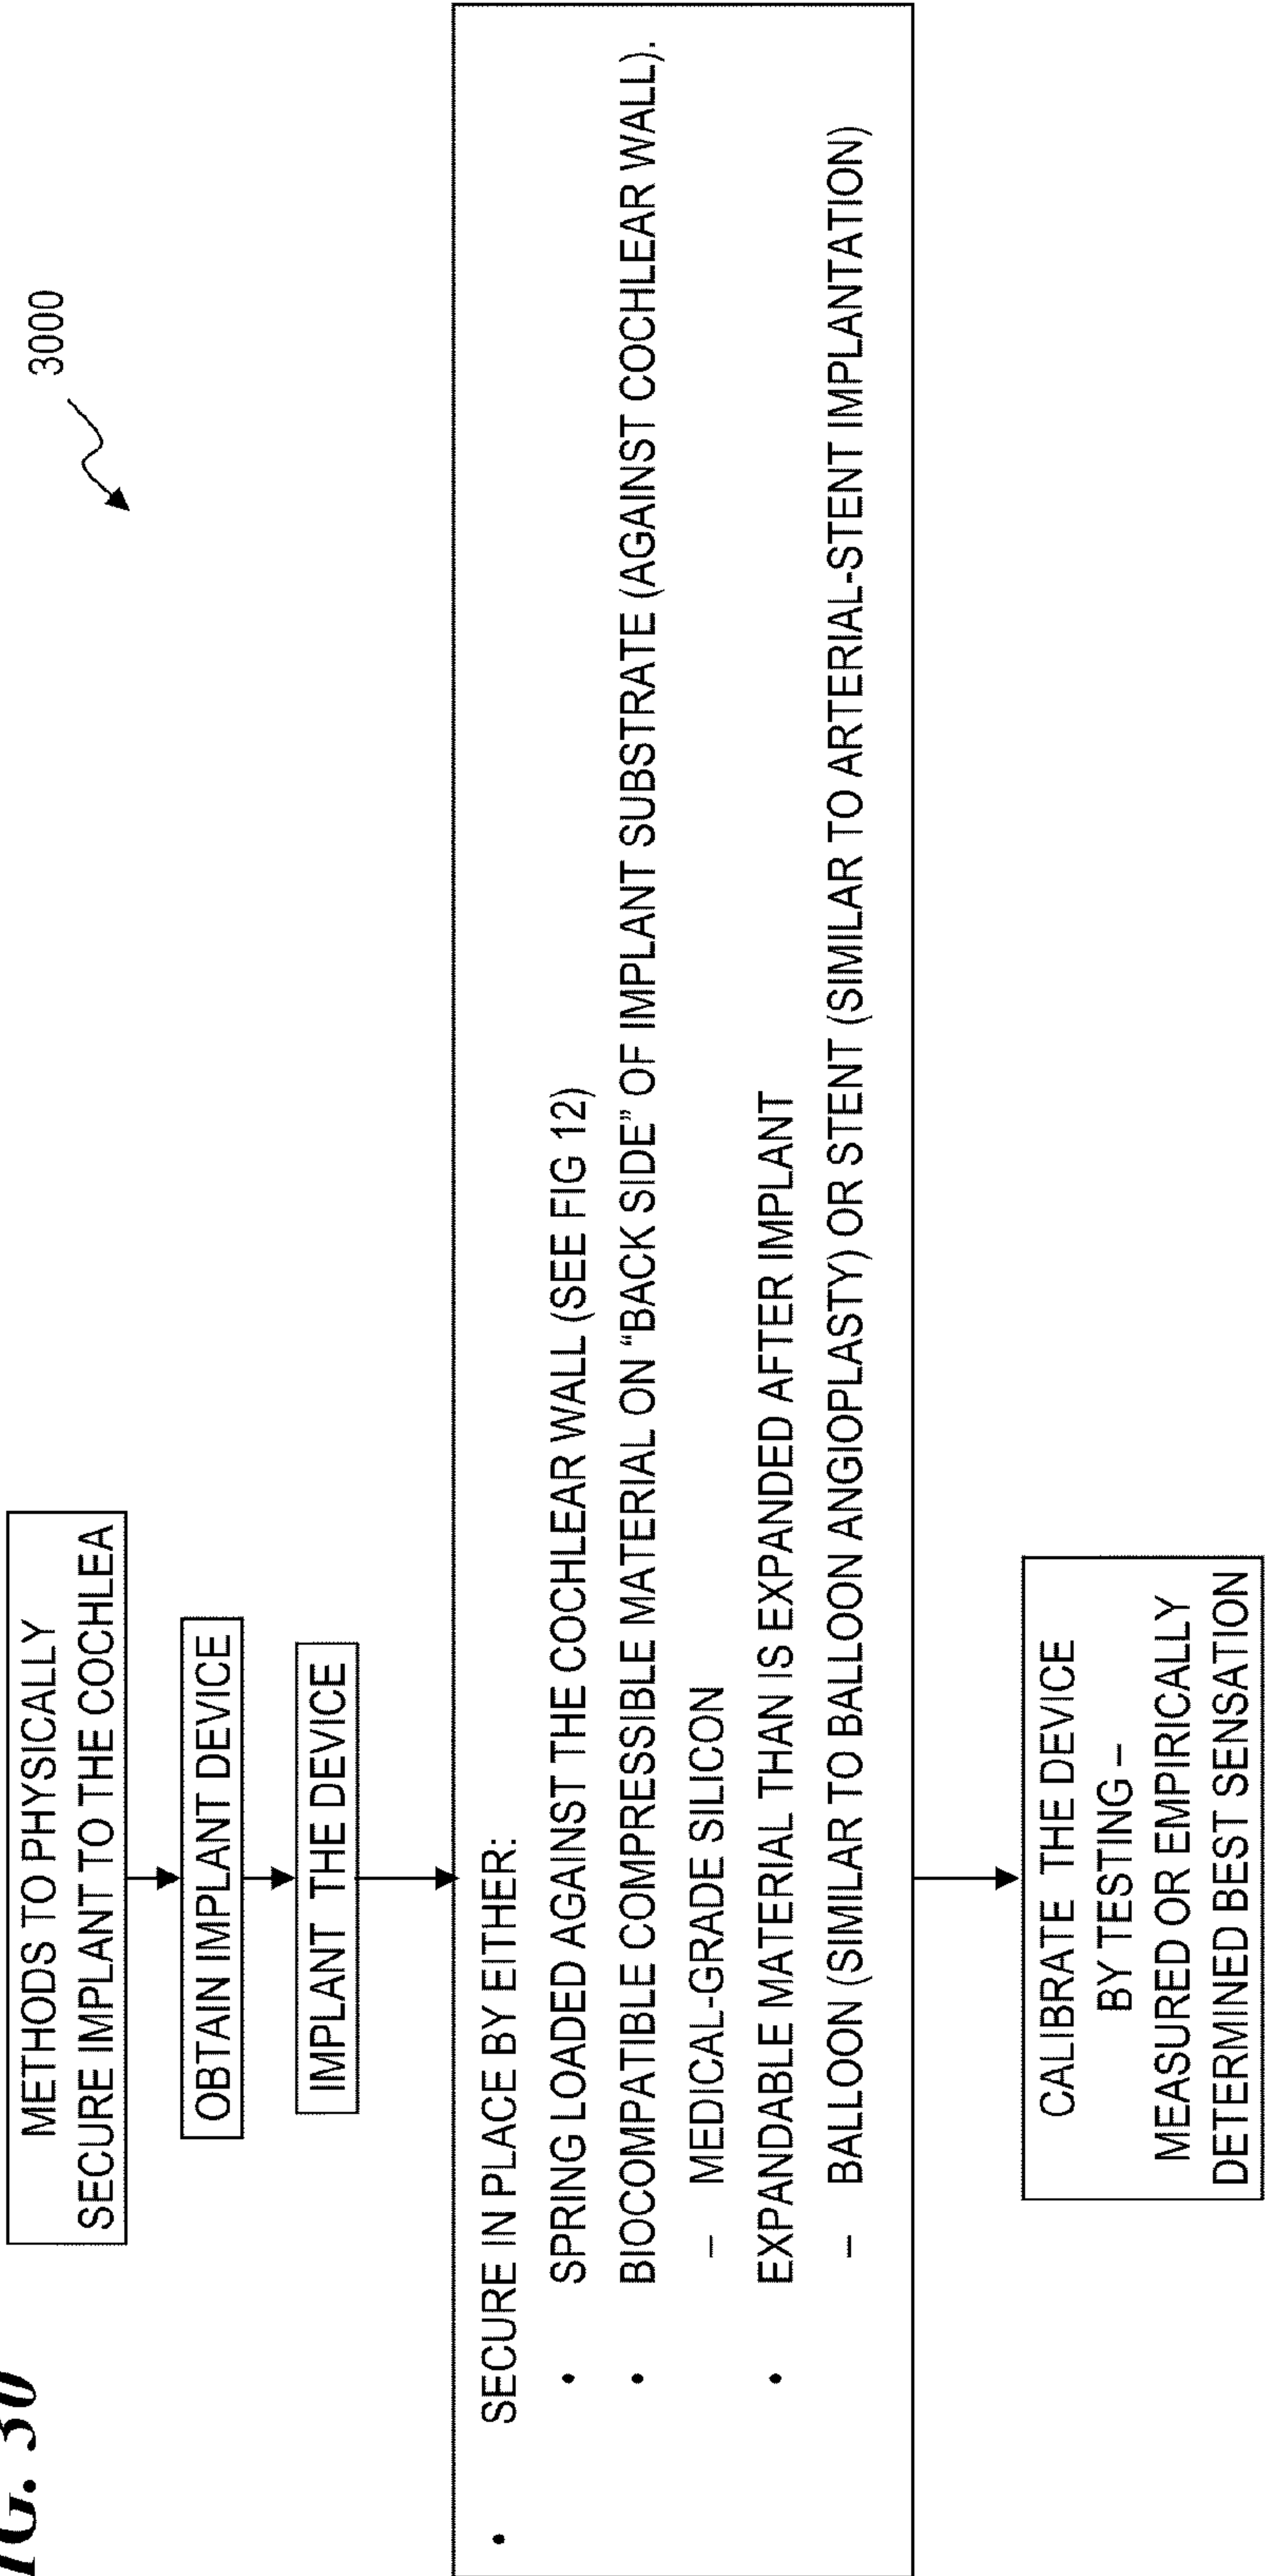 IG. 30
3000
METHODS TO PHYSICALLY
SECURE IMPLANT TO THE COCHLEA
OBTAIN IMPLANT DEVICE
IMPLANT THE DEVICE
• SECURE IN PLACE BY EITHER:
• SPRING LOADED AGAINST THE COCHLEAR WALL (SEE FIG 12)
• BIOCOMPATIBLE COMPRESSIBLE MATERIAL ON “BACK SIDE” OF IMPLANT SUBSTRATE (AGAINST COCHLEAR WALL).
– MEDICAL-GRADE SILICON
• EXPANDABLE MATERIAL THAN IS EXPANDED AFTER IMPLANT
– BALLOON (SIMILAR TO BALLOON ANGIOPLASTY) OR STENT (SIMILAR TO ARTERIAL-STENT IMPLANTATION)
CALIBRATE THE DEVICE
BY TESTING –
MEASURED OR EMPIRICALLY
DETERMINED BEST SENSATION